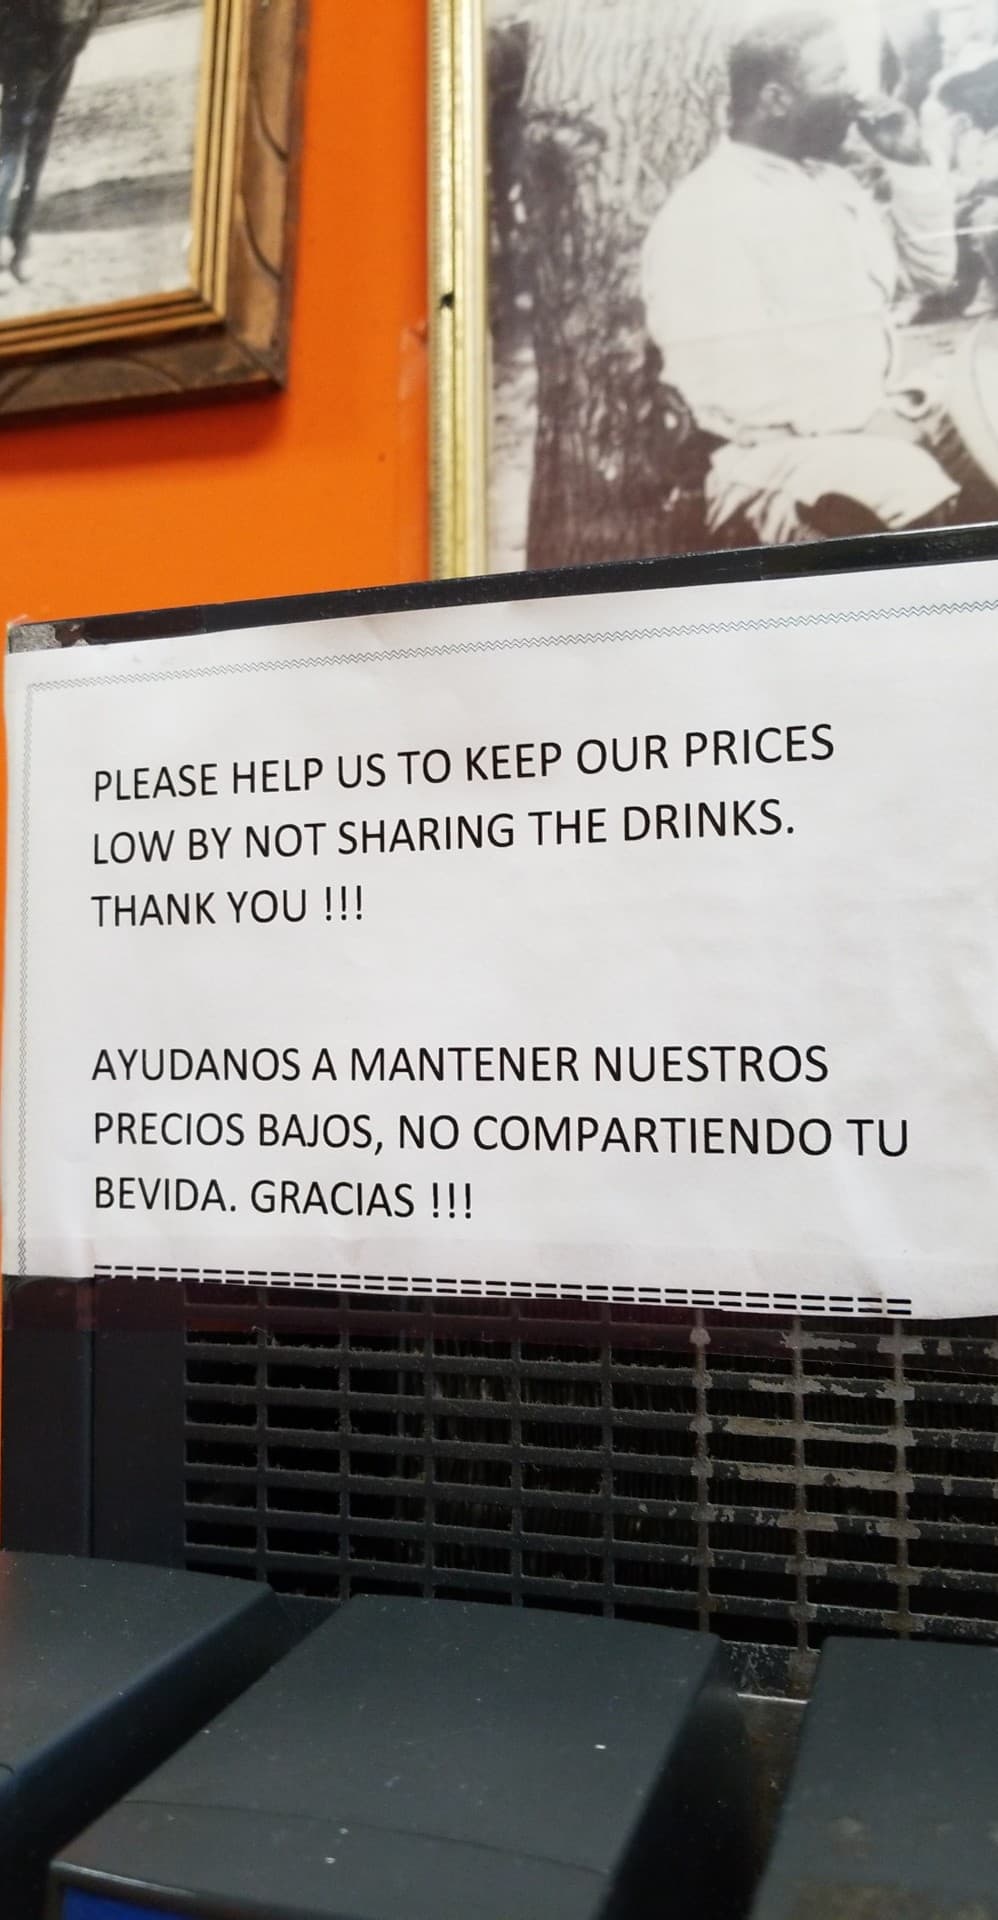 PLEASE HELP US TO KEEP OUR PRICES
LOW BY NOT SHARING THE DRINKS.
THANK YOU !!!
AYUDANOS A MANTENER NUESTROS
PRECIOS BAJOS, NO COMPARTIENDO TU
BEVIDA. GRACIAS !!!